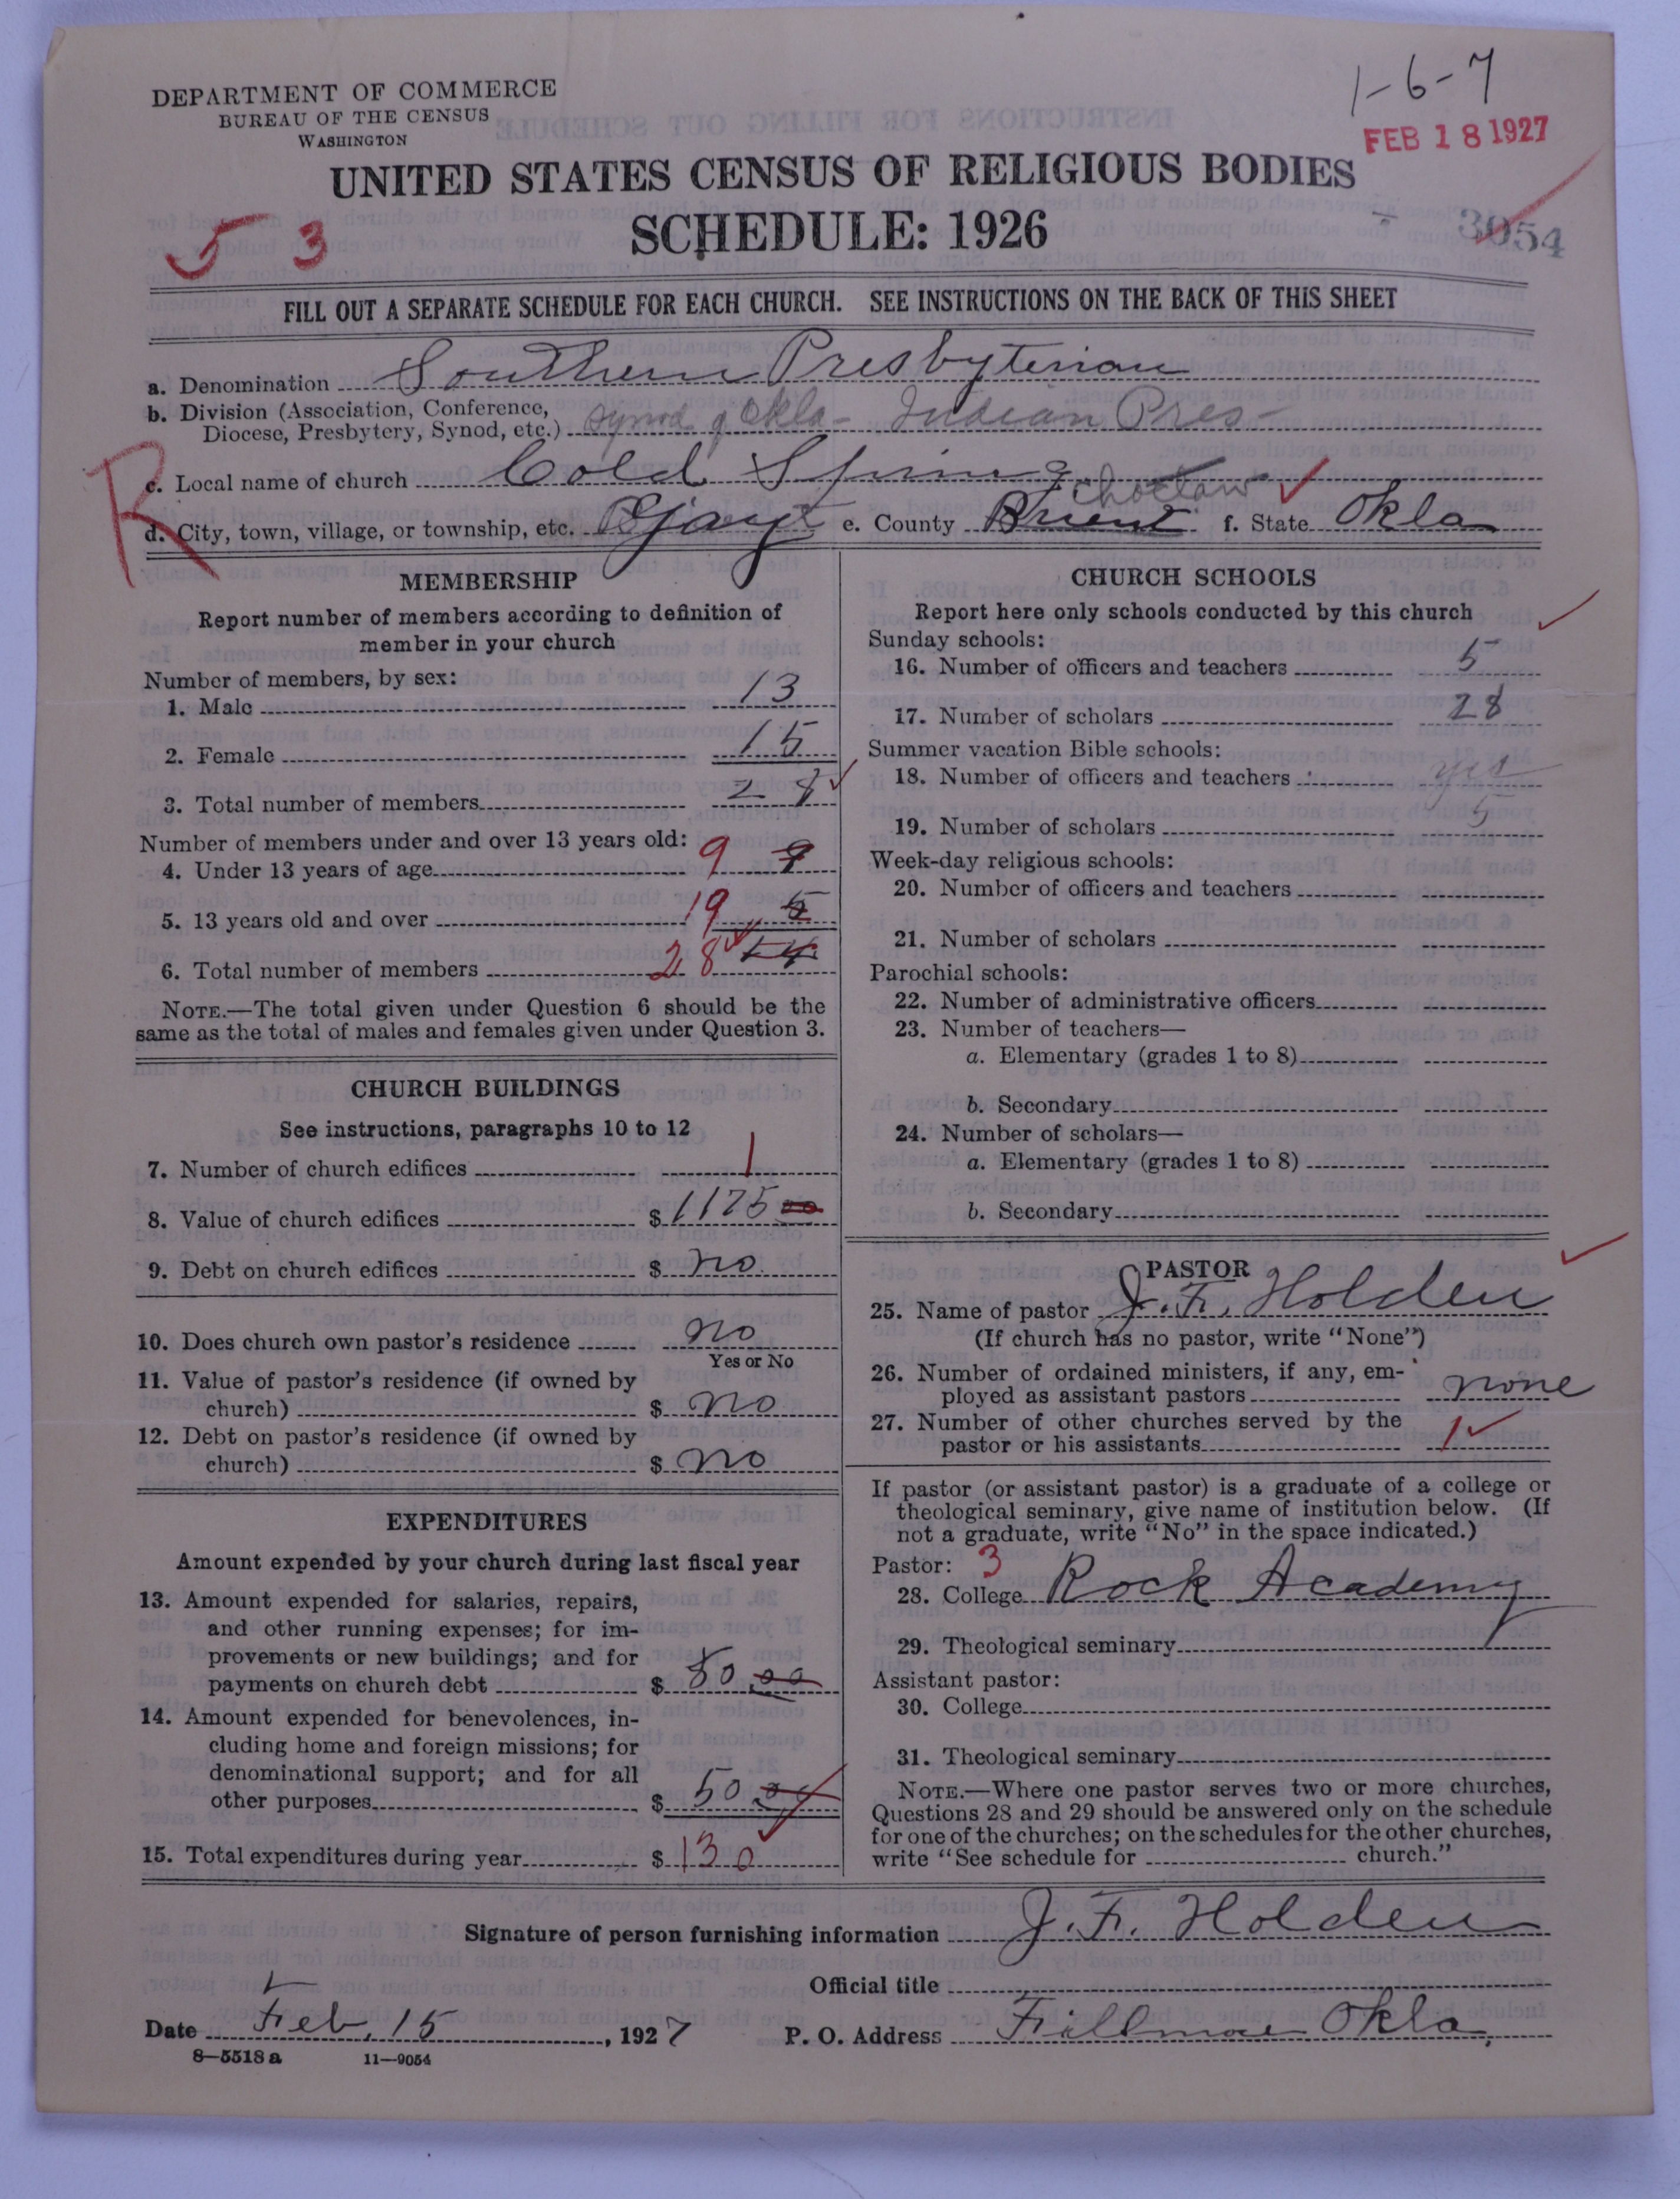 DEPARTMENT OF COMMERCE
BUREAU OF THE CENSUS
WASHINGTON
1-6-7
FEB 18 1927
UNITED STATES CENSUS OF RELIGIOUS BODIES
SCHEDULE: 1926
5 3
3054
FILL OUT A SEPARATE SCHEDULE FOR EACH CHURCH. SEE INSTRUCTIONS ON THE BACK OF THIS SHEET
a. Denomination Southern Presbyterian
b. Division (Association, Conference, Diocese, Presbytery, Synod, etc.) Synod of Okla- Indian Pres-
R
c. Local name of church Cold Spring
Choctaw
d. City, town, village, or township, etc. e. County f. State Okla
MEMBERSHIP
Report number of members according to definition of
member in your church
Number of members, by sex:
1. Male 13
2. Female 15
3. Total number of members 28
Number of members under and over 13 years old:
4. Under 13 years of age 9 9
5. 13 years old and over 19 5
6. Total number of members 28 14
NOTE.—The total given under Question 6 should be the
same as the total of males and females given under Question 3.
CHURCH BUILDINGS
See instructions, paragraphs 10 to 12
7. Number of church edifices 1
8. Value of church edifices $1175 00
9. Debt on church edifices $ no
10. Does church own pastor's residence no
Yes or No
11. Value of pastor's residence (if owned by
church) $ no
12. Debt on pastor's residence (if owned by
church) $ no
EXPENDITURES
Amount expended by your church during last fiscal year
13. Amount expended for salaries, repairs,
and other running expenses; for im-
provements or new buildings; and for
payments on church debt $ 80 00
14. Amount expended for benevolences, in-
cluding home and foreign missions; for
denominational support; and for all
other purposes $ 50 00
15. Total expenditures during year $ 130
CHURCH SCHOOLS
Report here only schools conducted by this church
Sunday schools:
16. Number of officers and teachers 5
17. Number of scholars 28
Summer vacation Bible schools:
18. Number of officers and teachers yes
19. Number of scholars 5
Week-day religious schools:
20. Number of officers and teachers
21. Number of scholars
Parochial schools:
22. Number of administrative officers
23. Number of teachers—
a. Elementary (grades 1 to 8)
b. Secondary
24. Number of scholars—
a. Elementary (grades 1 to 8)
b. Secondary
PASTOR
25. Name of pastor J. F. Holden
(If church has no pastor, write "None")
26. Number of ordained ministers, if any, em-
ployed as assistant pastors none
27. Number of other churches served by the
pastor or his assistants 1
If pastor (or assistant pastor) is a graduate of a college or
theological seminary, give name of institution below. (If
not a graduate, write "No" in the space indicated.)
Pastor: 3
28. College Rock Academy
29. Theological seminary
Assistant pastor:
30. College
31. Theological seminary
NOTE.—Where one pastor serves two or more churches,
Questions 28 and 29 should be answered only on the schedule
for one of the churches; on the schedules for the other churches,
write "See schedule for church."
Signature of person furnishing information J. F. Holden
Official title
Date Feb, 15, 1927 P. O. Address Fillmore Okla,
8—5518 a 11—9054